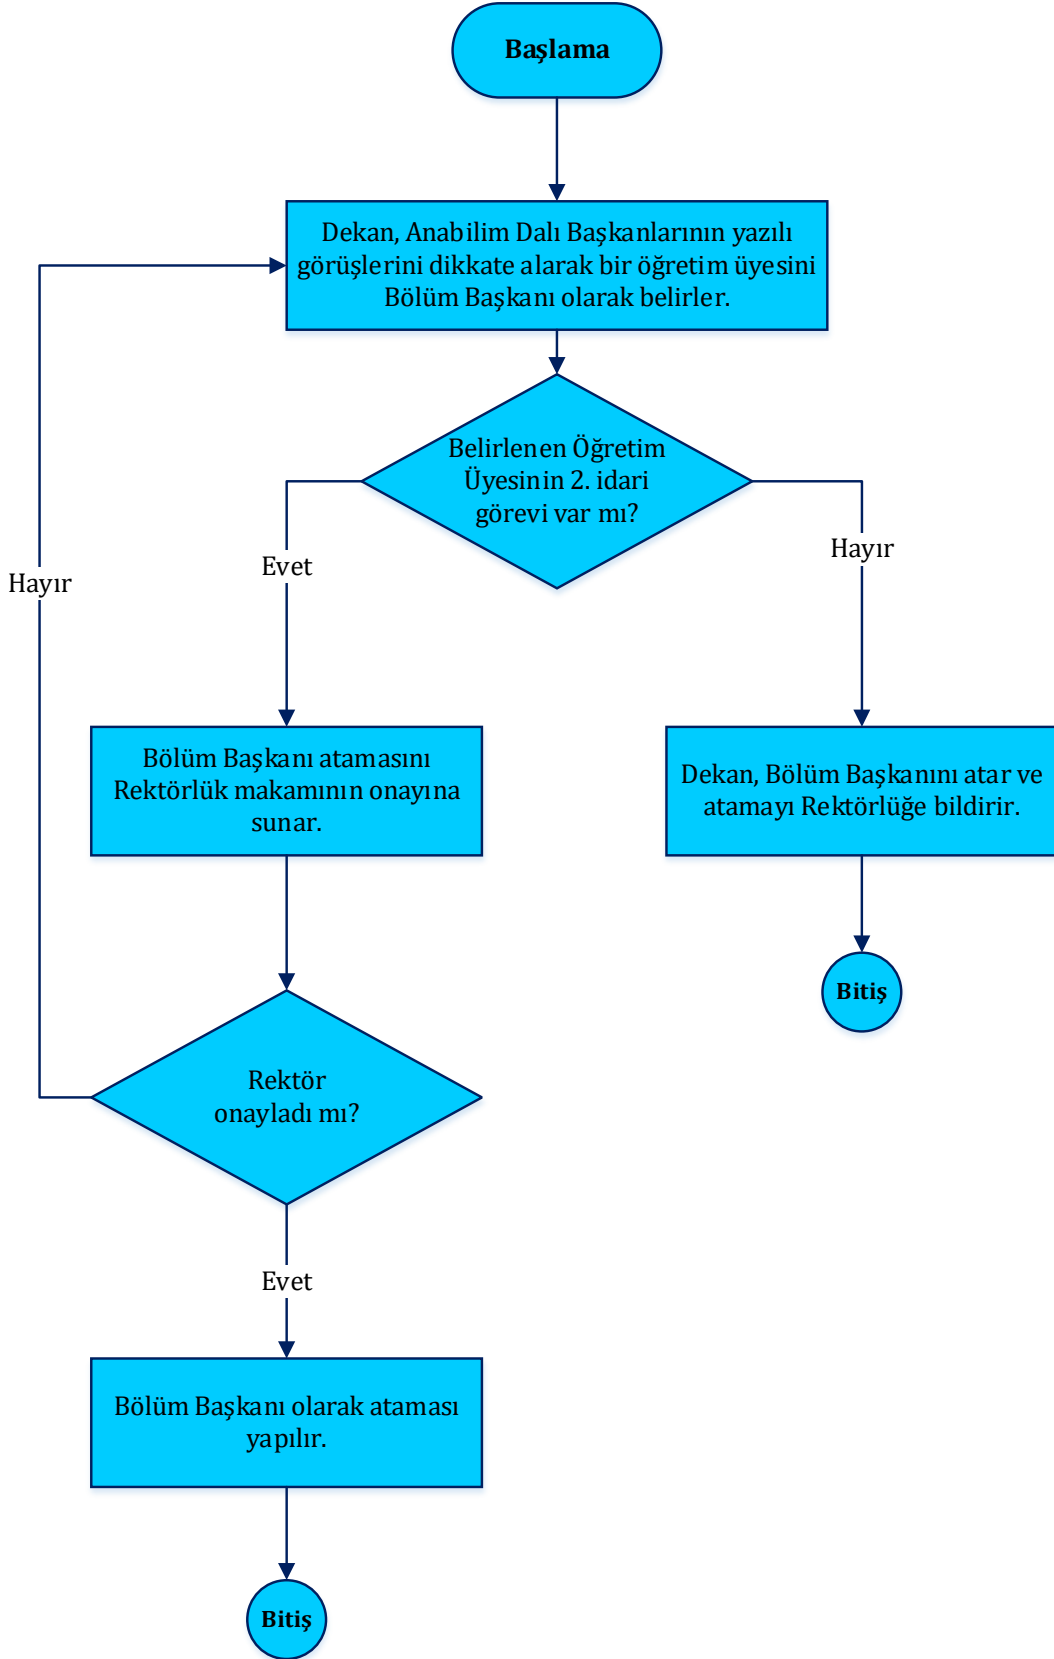 Başlama
Dekan, Anabilim Dalı Başkanlarının yazılı
görüşlerini dikkate alarak bir öğretim üyesini
Bölüm Başkanı olarak belirler.
Belirlenen Öğretim
Üyesinin 2. idari
görevi var mı?
Evet
Hayır
Hayır
Bölüm Başkanı atamasını
Rektörlük makamının onayına
sunar.
Dekan, Bölüm Başkanını atar ve
atamayı Rektörlüğe bildirir.
Bitiş
Rektör
onayladı mı?
Evet
Bölüm Başkanı olarak ataması
yapılır.
Bitiş